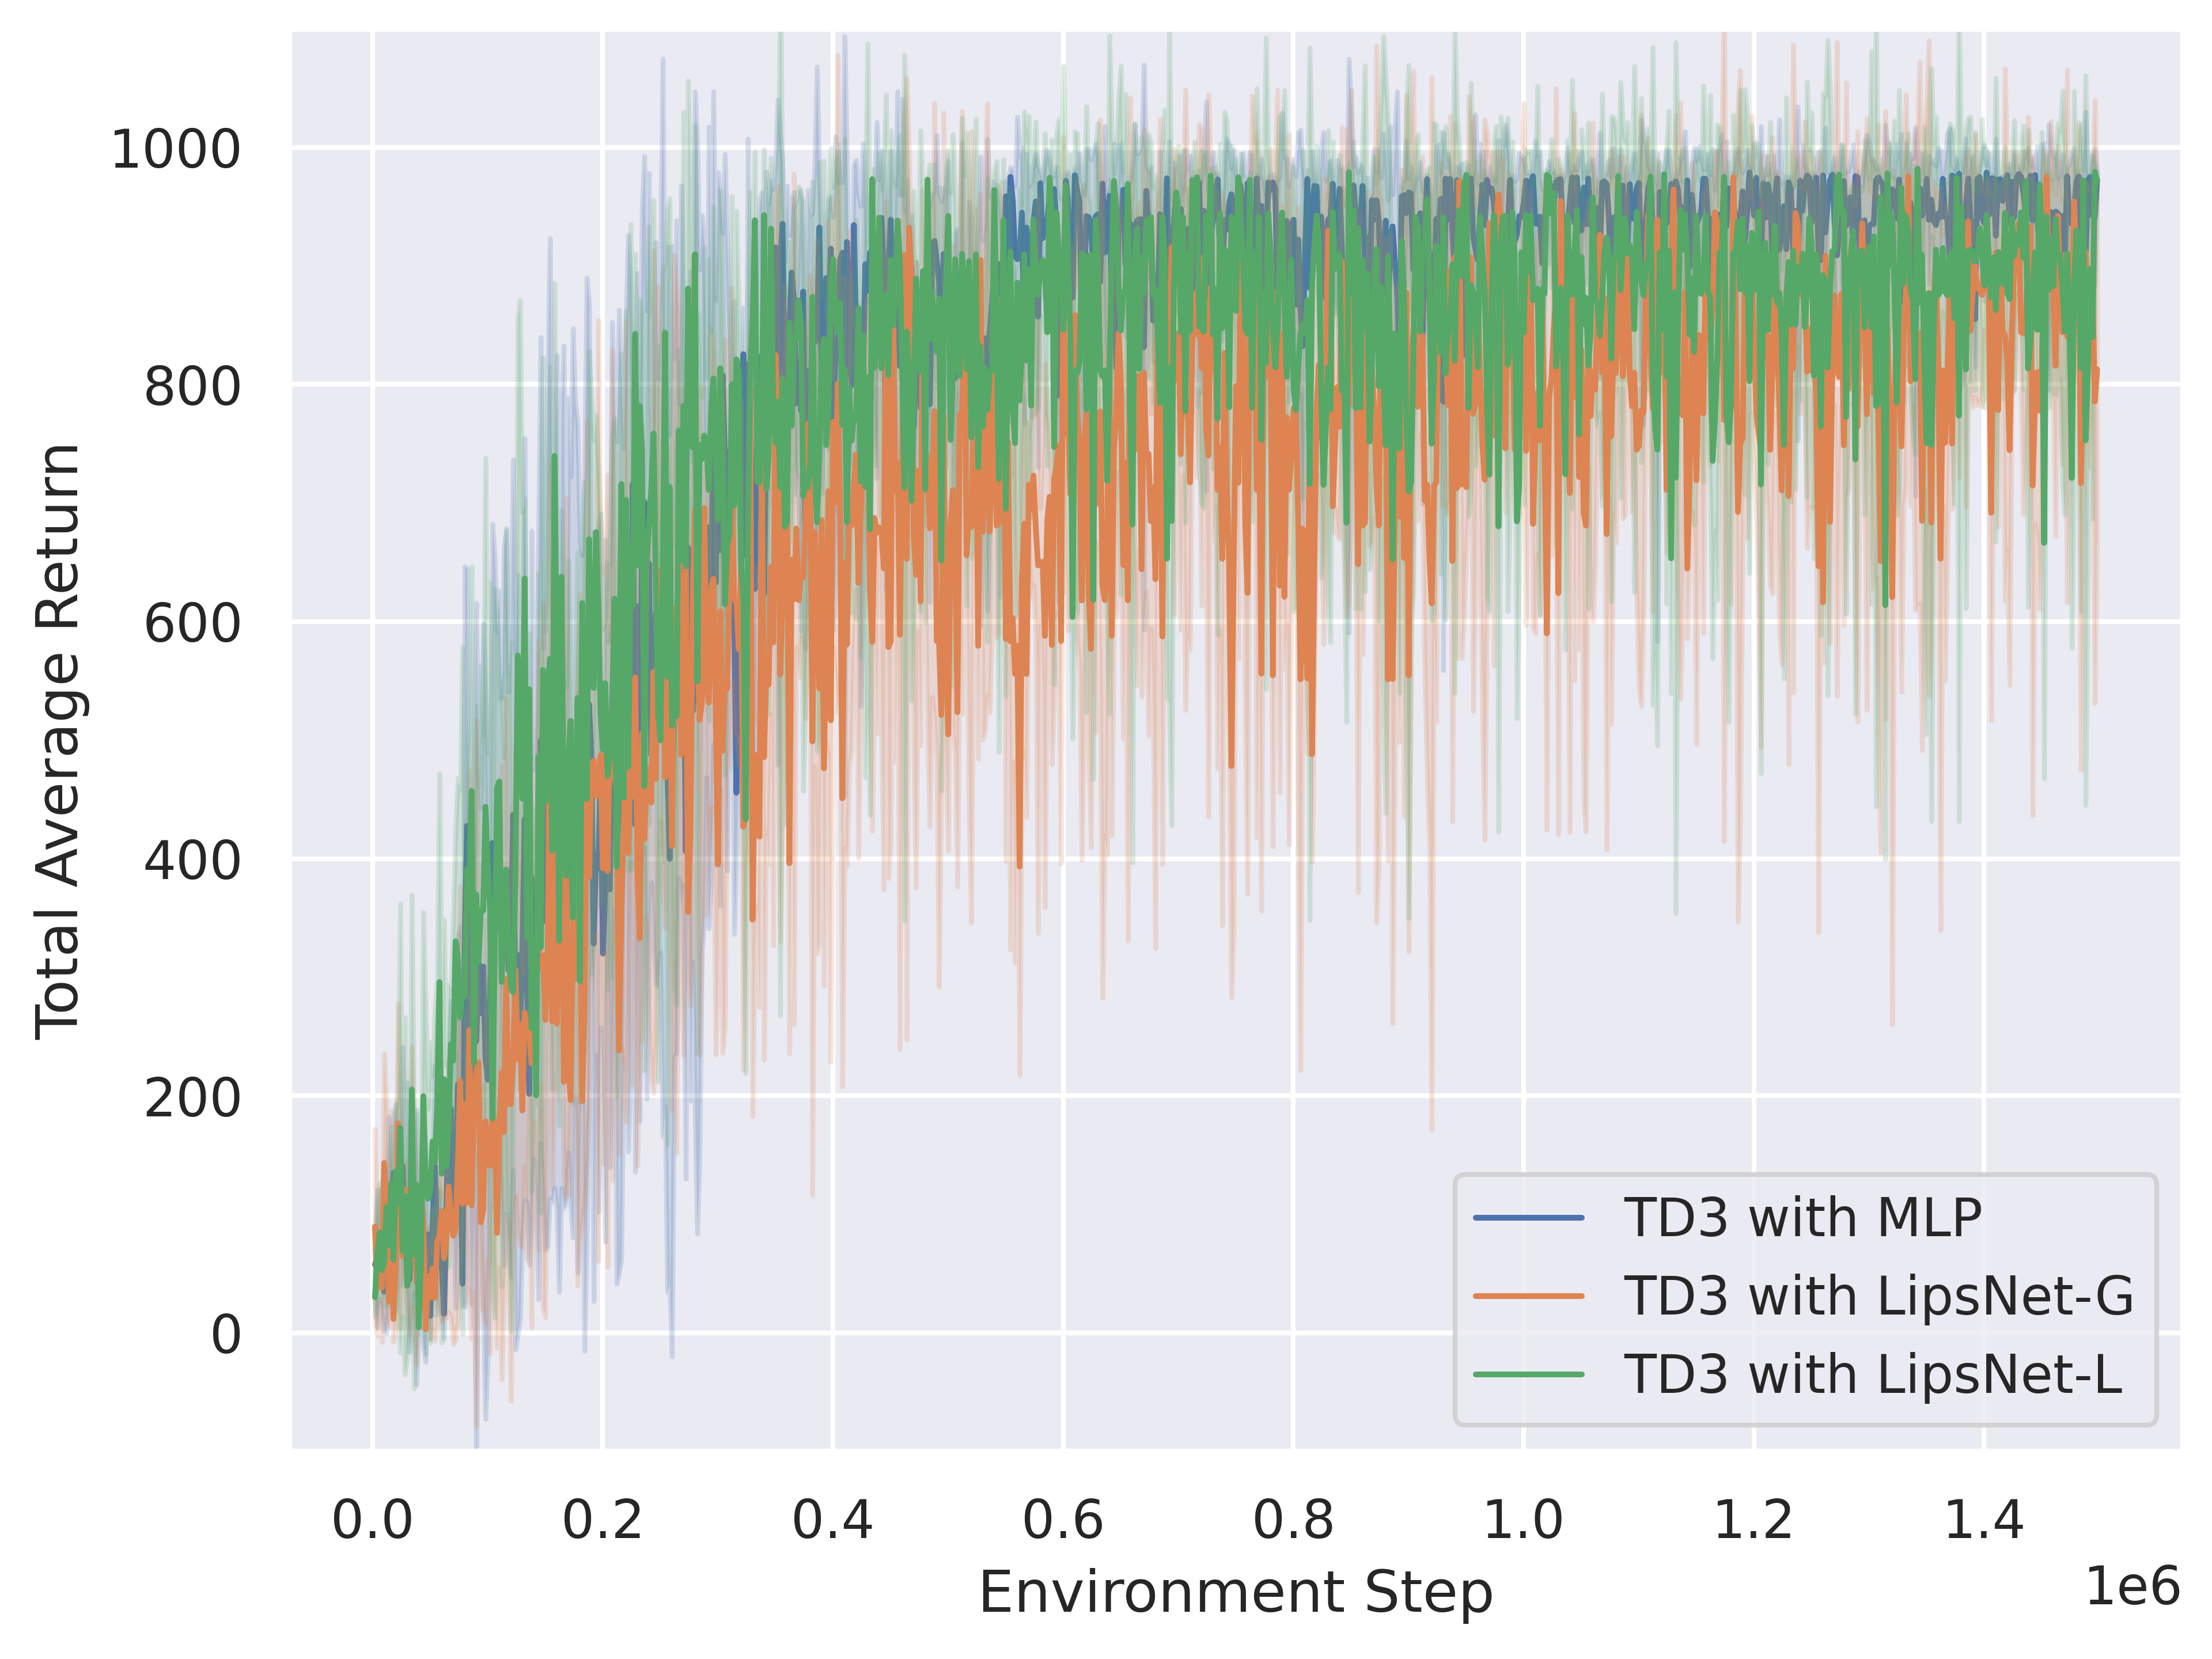 1000
800
600
400
200
0
Total Average Return
TD3 with MLP
TD3 with LipsNet-G
TD3 with LipsNet-L
0.0 0.2 0.4 0.6 0.8 1.0 1.2 1.4
1e6
Environment Step